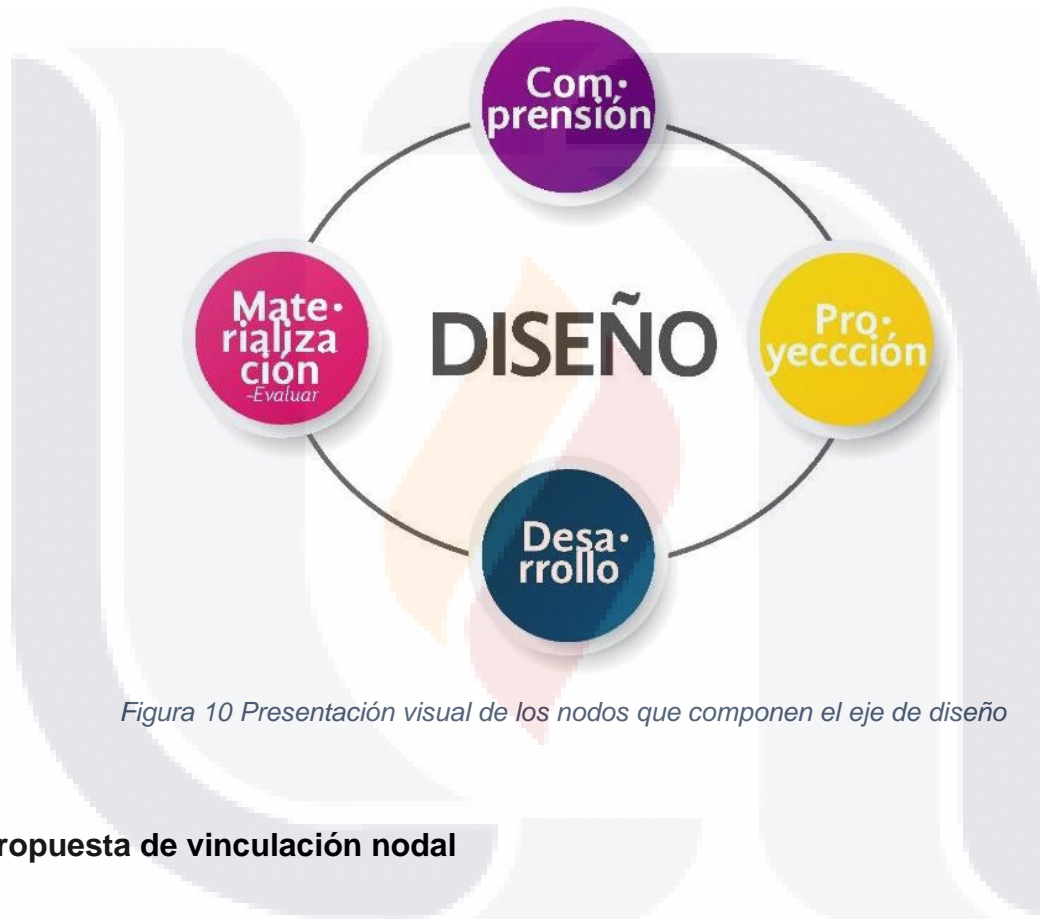 Com·
prensión
Mate·
rializa
ción
-Evaluar
DISEÑO
Pro·
yeccción
Desa·
rrollo
Figura 10 Presentación visual de los nodos que componen el eje de diseño
ropuesta de vinculación nodal